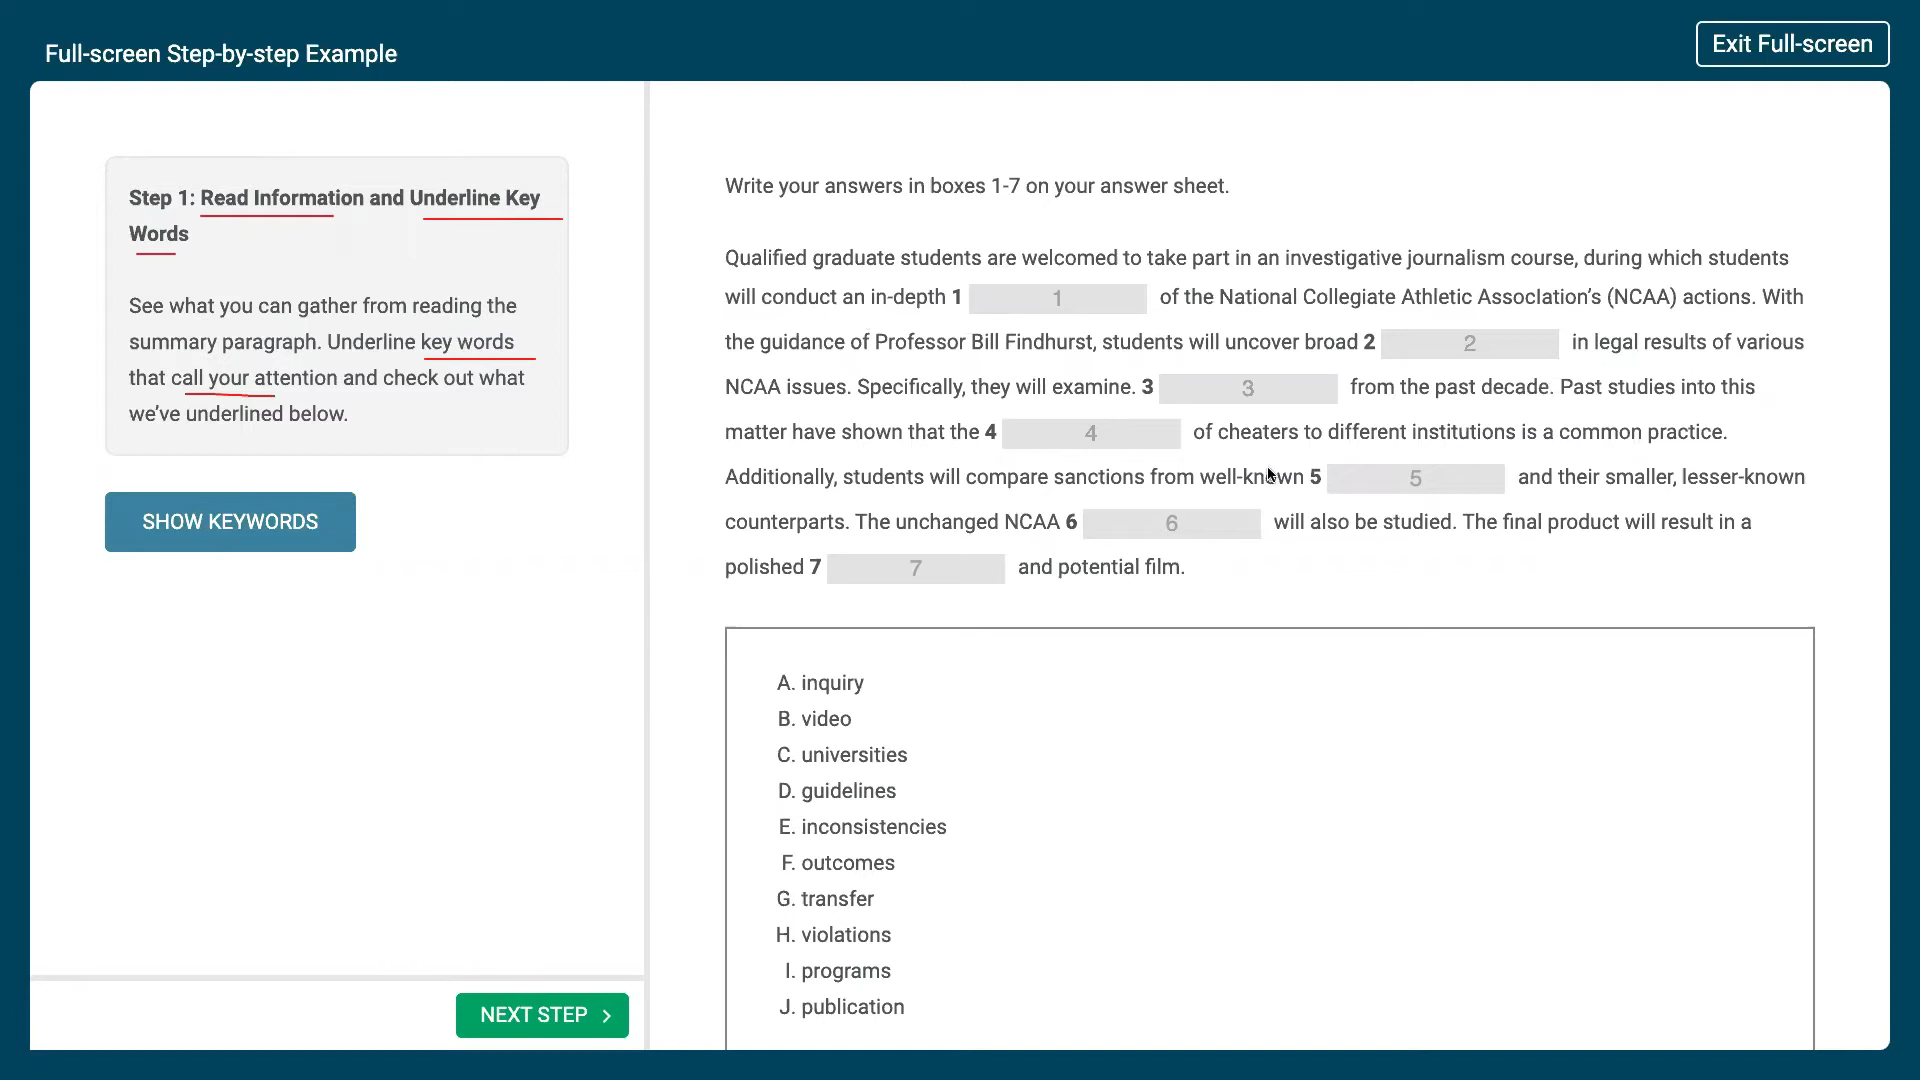 Full-screen Step-by-step Example
Exit Full-screen
Step 1: Read Information and Underline Key
Words
See what you can gather from reading the
summary paragraph. Underline key words
that call your attention and check out what
we've underlined below.
SHOW KEYWORDS
NEXT STEP
Write your answers in boxes 1-7 on your answer sheet.
Qualified graduate students are welcomed to take part in an investigative journalism course, during which students
will conduct an in-depth 1 1 of the National Collegiate Athletic AssocIation's (NCAA) actions. With
the guidance of Professor Bill Findhurst, students will uncover broad 2 2 in legal results of various
NCAA issues. Specifically, they will examine. 3 3 from the past decade. Past studies into this
matter have shown that the 4 4 of cheaters to different institutions is a common practice.
Additionally, students will compare sanctions from well-known 5 5 and their smaller, lesser-known
counterparts. The unchanged NCAA 6 6 will also be studied. The final product will result in a
polished 7 7 and potential film.
A. inquiry
B. video
C. universities
D. guidelines
E. inconsistencies
F. outcomes
G. transfer
H. violations
I. programs
J. publication